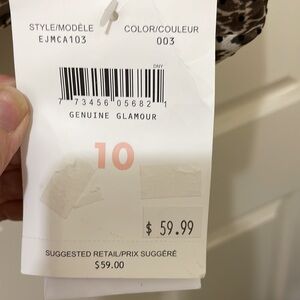 STYLE/MODÈLE COLOR/COULEUR
EJMCA103 003
DNY
7 73456 05682 1
GENUINE GLAMOUR
10
$ 59.99
SUGGESTED RETAIL/PRIX SUGGÉRÉ
$59.00